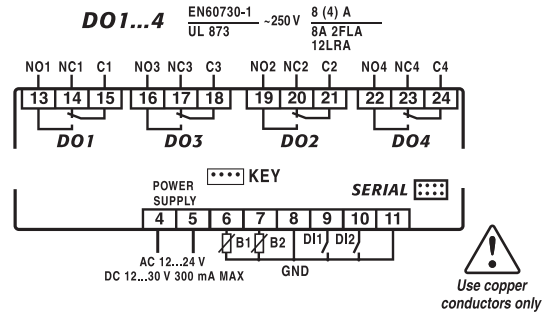 DO1...4 EN60730-1 ~250 V 8 (4) A
UL 873 8A 2FLA
12LRA
NO1 NC1 C1 NO3 NC3 C3 NO2 NC2 C2 NO4 NC4 C4
13 14 15 16 17 18 19 20 21 22 23 24
DO1 DO3 DO2 DO4
KEY
POWER
SUPPLY
SERIAL
4 5 6 7 8 9 10 11
B1 B2 DI1 DI2
AC 12...24 V
DC 12...30 V 300 mA MAX
GND
!
Use copper
conductors only